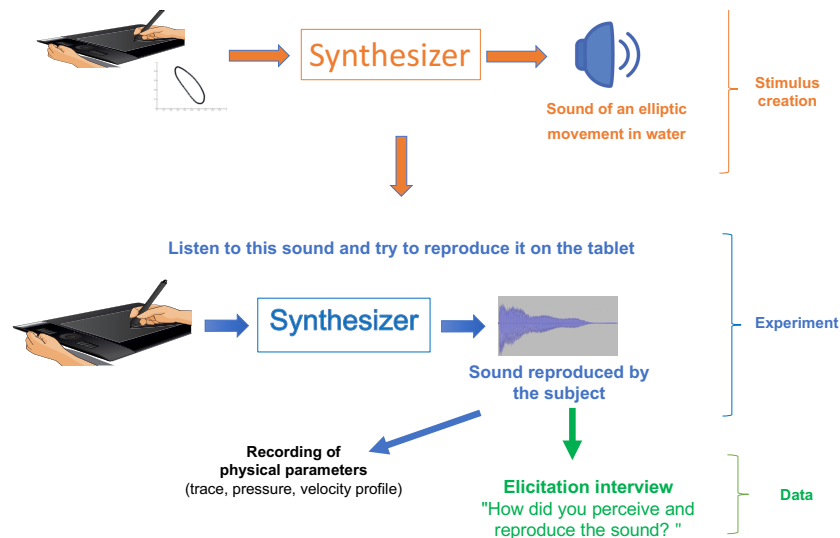 Synthesizer
Sound of an elliptic
movement in water
Stimulus
creation
Listen to this sound and try to reproduce it on the tablet
Synthesizer
Experiment
Sound reproduced by
the subject
Recording of
physical parameters
(trace, pressure, velocity profile)
Elicitation interview
"How did you perceive and
reproduce the sound? "
Data